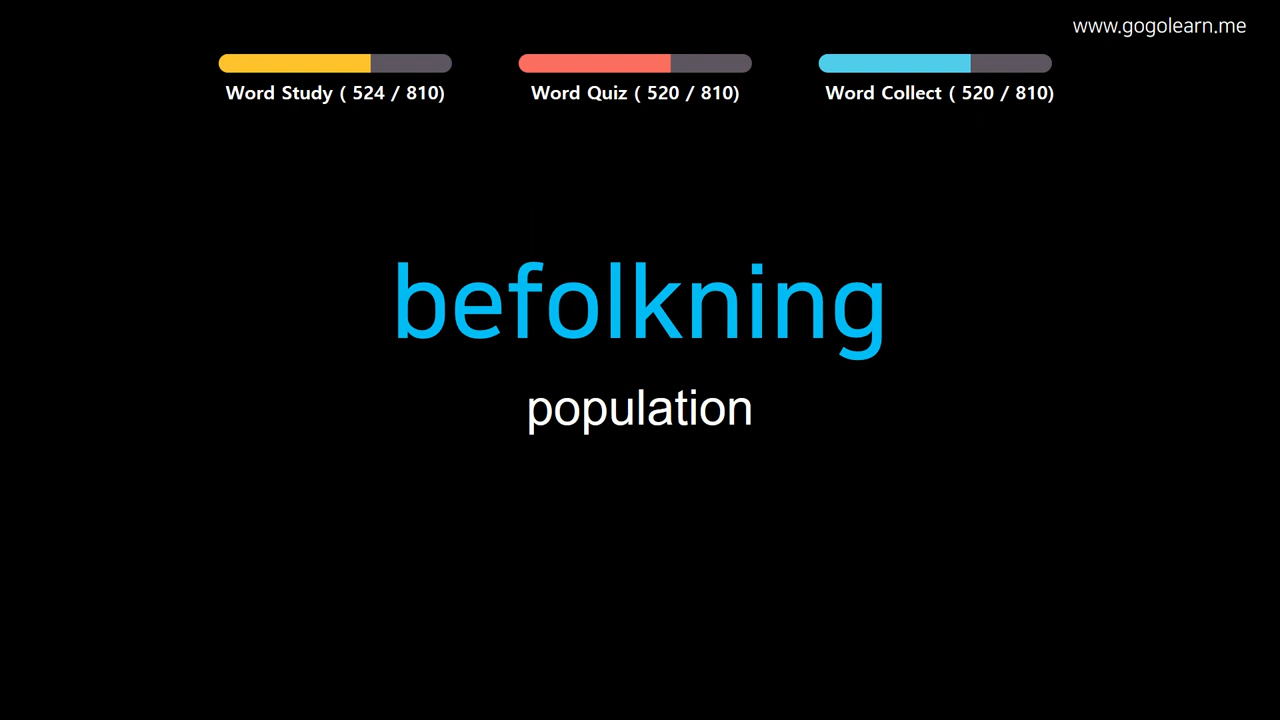 www.gogolearn.me
Word Study ( 524 / 810) Word Quiz ( 520 / 810) Word Collect ( 520 / 810)
befolkning
population